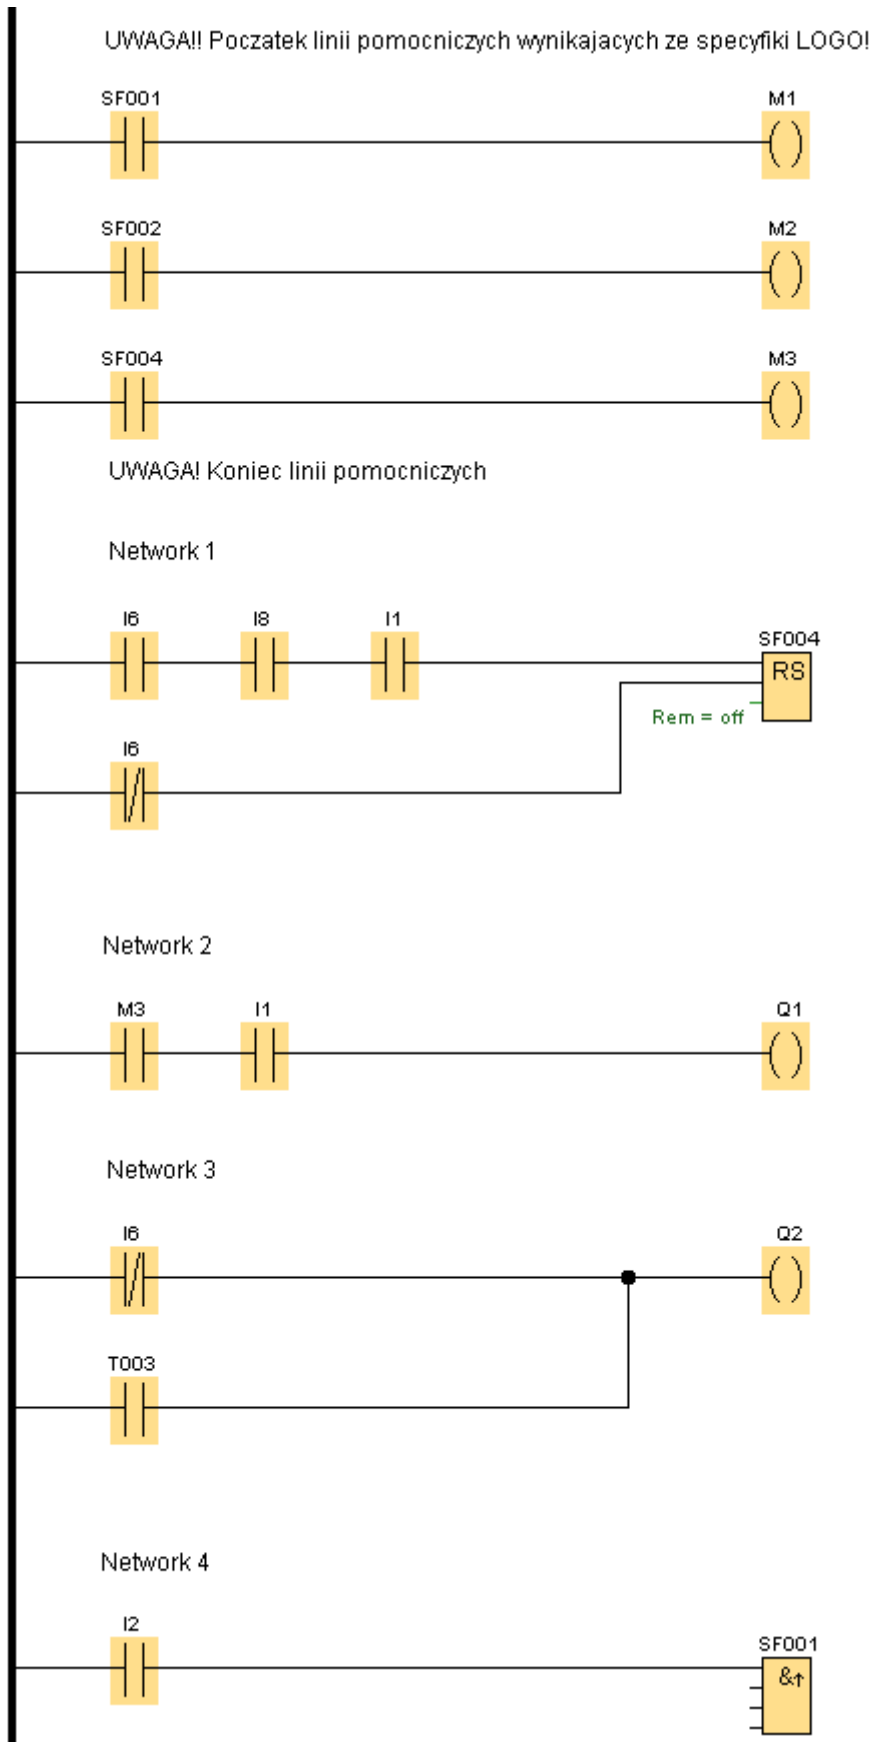 UWAGA!! Poczatek linii pomocniczych wynikajacych ze specyfiki LOGO!
SF001 M1
SF002 M2
SF004 M3
UWAGA! Koniec linii pomocniczych
Network 1
I6 I8 I1 SF004
RS
Rem = off
I6
Network 2
M3 I1 Q1
Network 3
I6 Q2
T003
Network 4
I2 SF001
&↑